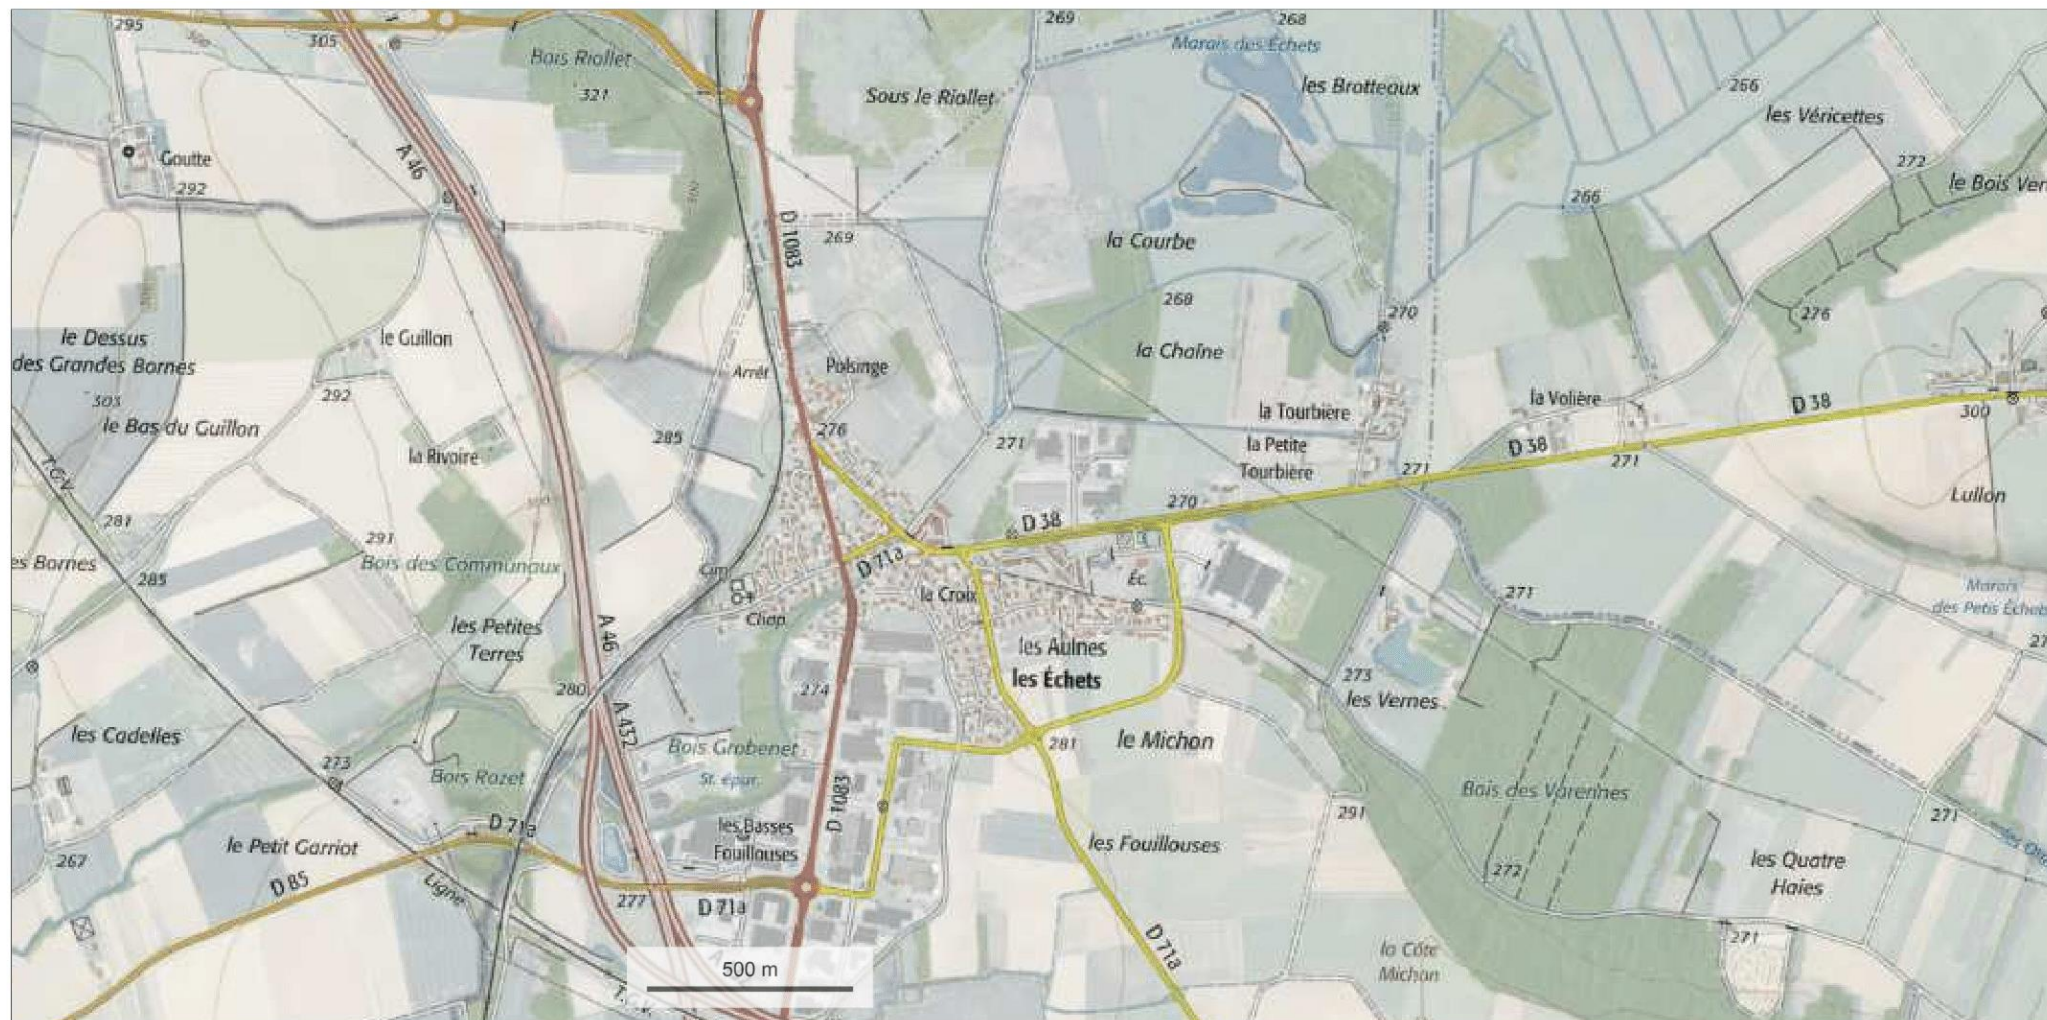 295
300
305
Bois Riollet
321
269
268
Marais des Échets
les Brotteaux
Sous le Riollet
266
les Véricettes
272
A 46
Goutte
292
300
D 1083
269
la Courbe
266
268
270
276
le Dessus
des Grandes Bornes
303
le Bas du Guillon
le Guillon
292
la Rivoire
Arrêt
Polsinge
276
285
la Chaîne
la Tourbière
la Petite
Tourbière
la Volière
D 38
300
271
271
D 38
271
Lullon
T.G.V.
281
285
291
Bois des Communaux
270
D 38
D 71a
la Croix
Éc.
Cim.
Chap.
271
Marais
des Petis Échets
les Petites
Terres
A 46
280
A 432
274
les Aulnes
les Échets
273
les Vernes
les Cadelles
273
Bois Rozet
Bois Grobenet
St. épur.
281
le Michon
Bois des Varennes
D 1083
les Basses
Fouillouses
267
le Petit Garriot
D 71a
D 85
Ligne
277
D 71a
les Fouillouses
291
272
271
les Quatre
Haies
D 71a
la Côte
Michon
271
500 m
T.G.V.